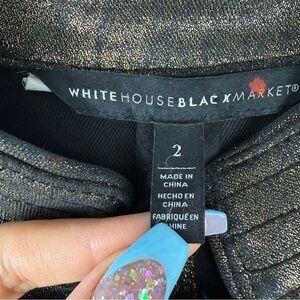 WHITE HOUSE BLACK MARKET®
2
MADE IN
CHINA
HECHO EN
CHINA
FABRIQUÉ EN
CHINE